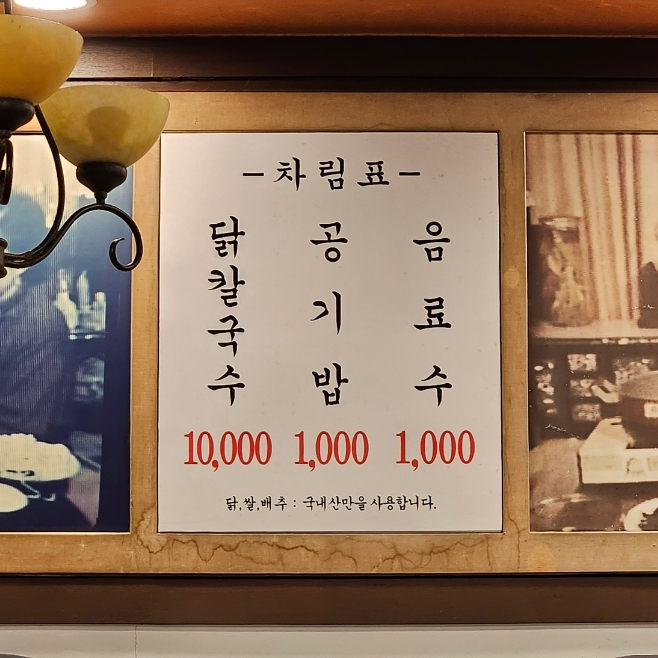 -차림표-
닭칼국수
10,000
공기밥
1,000
음료수
1,000
닭,쌀,배추 : 국내산만을 사용합니다.